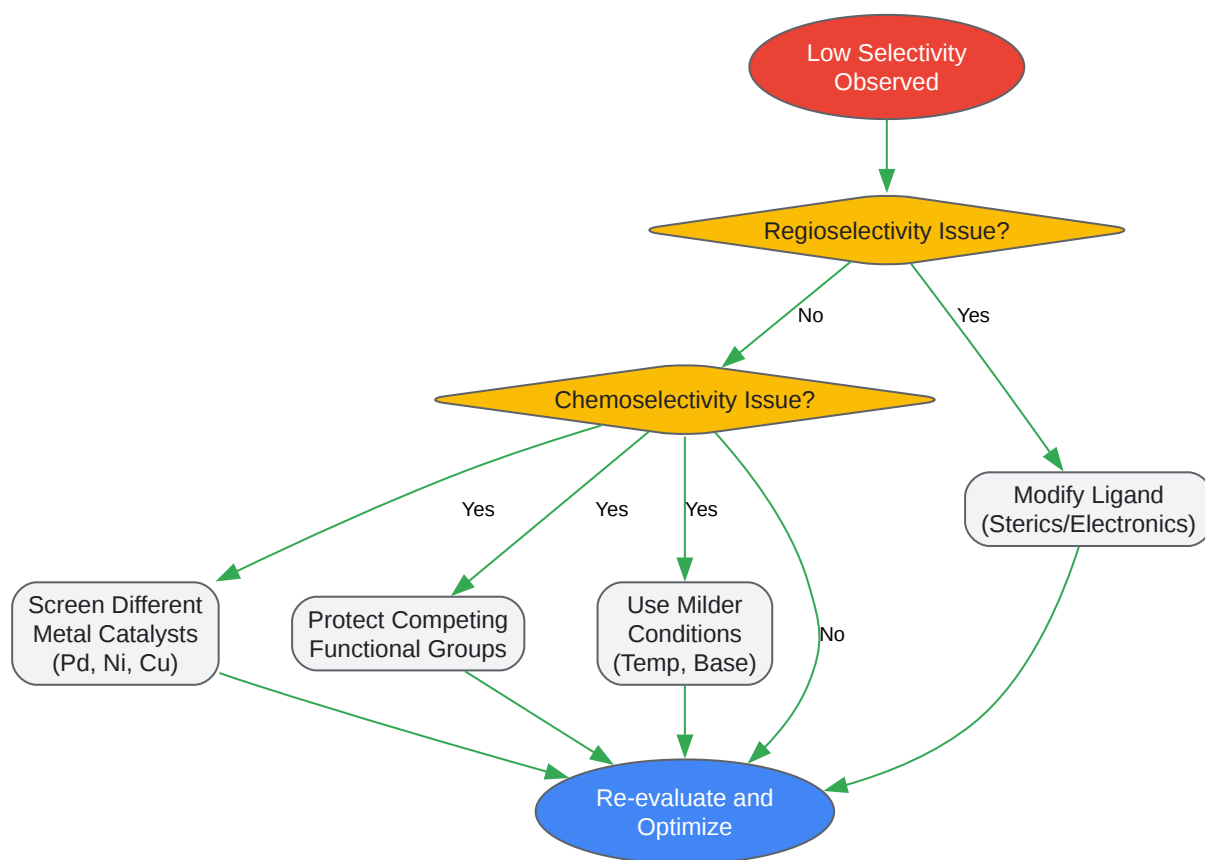 Low Selectivity
Observed
Regioselectivity Issue?
No
Yes
Chemoselectivity Issue?
Yes
Yes
Yes
No
Modify Ligand
(Sterics/Electronics)
Screen Different
Metal Catalysts
(Pd, Ni, Cu)
Protect Competing
Functional Groups
Use Milder
Conditions
(Temp, Base)
Re-evaluate and
Optimize